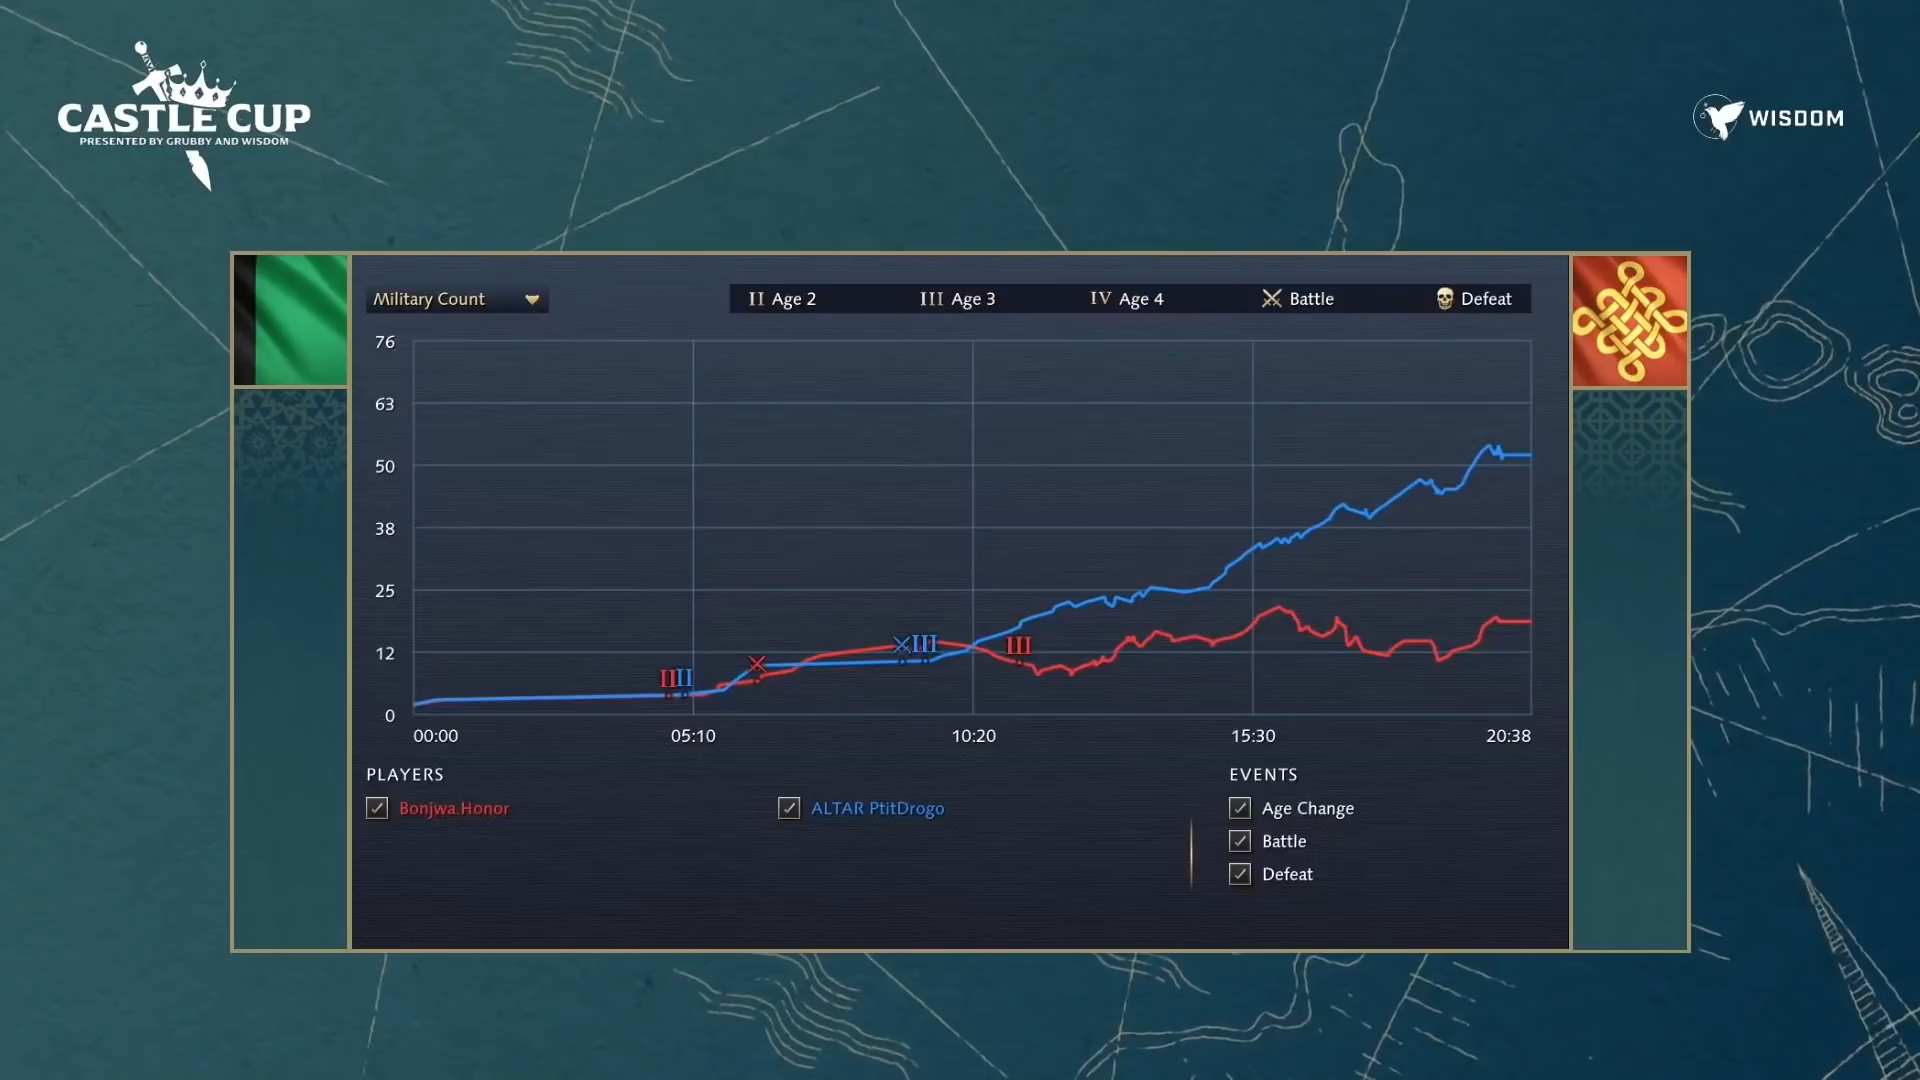 CASTLE CUP
PRESENTED BY GRUBBY AND WISDOM
WISDOM
Military Count
II Age 2
III Age 3
IV Age 4
Battle
Defeat
76
63
50
38
25
12
0
II
II
III
III
00:00
05:10
10:20
15:30
20:38
PLAYERS
Bonjwa.Honor
ALTAR PtitDrogo
EVENTS
Age Change
Battle
Defeat